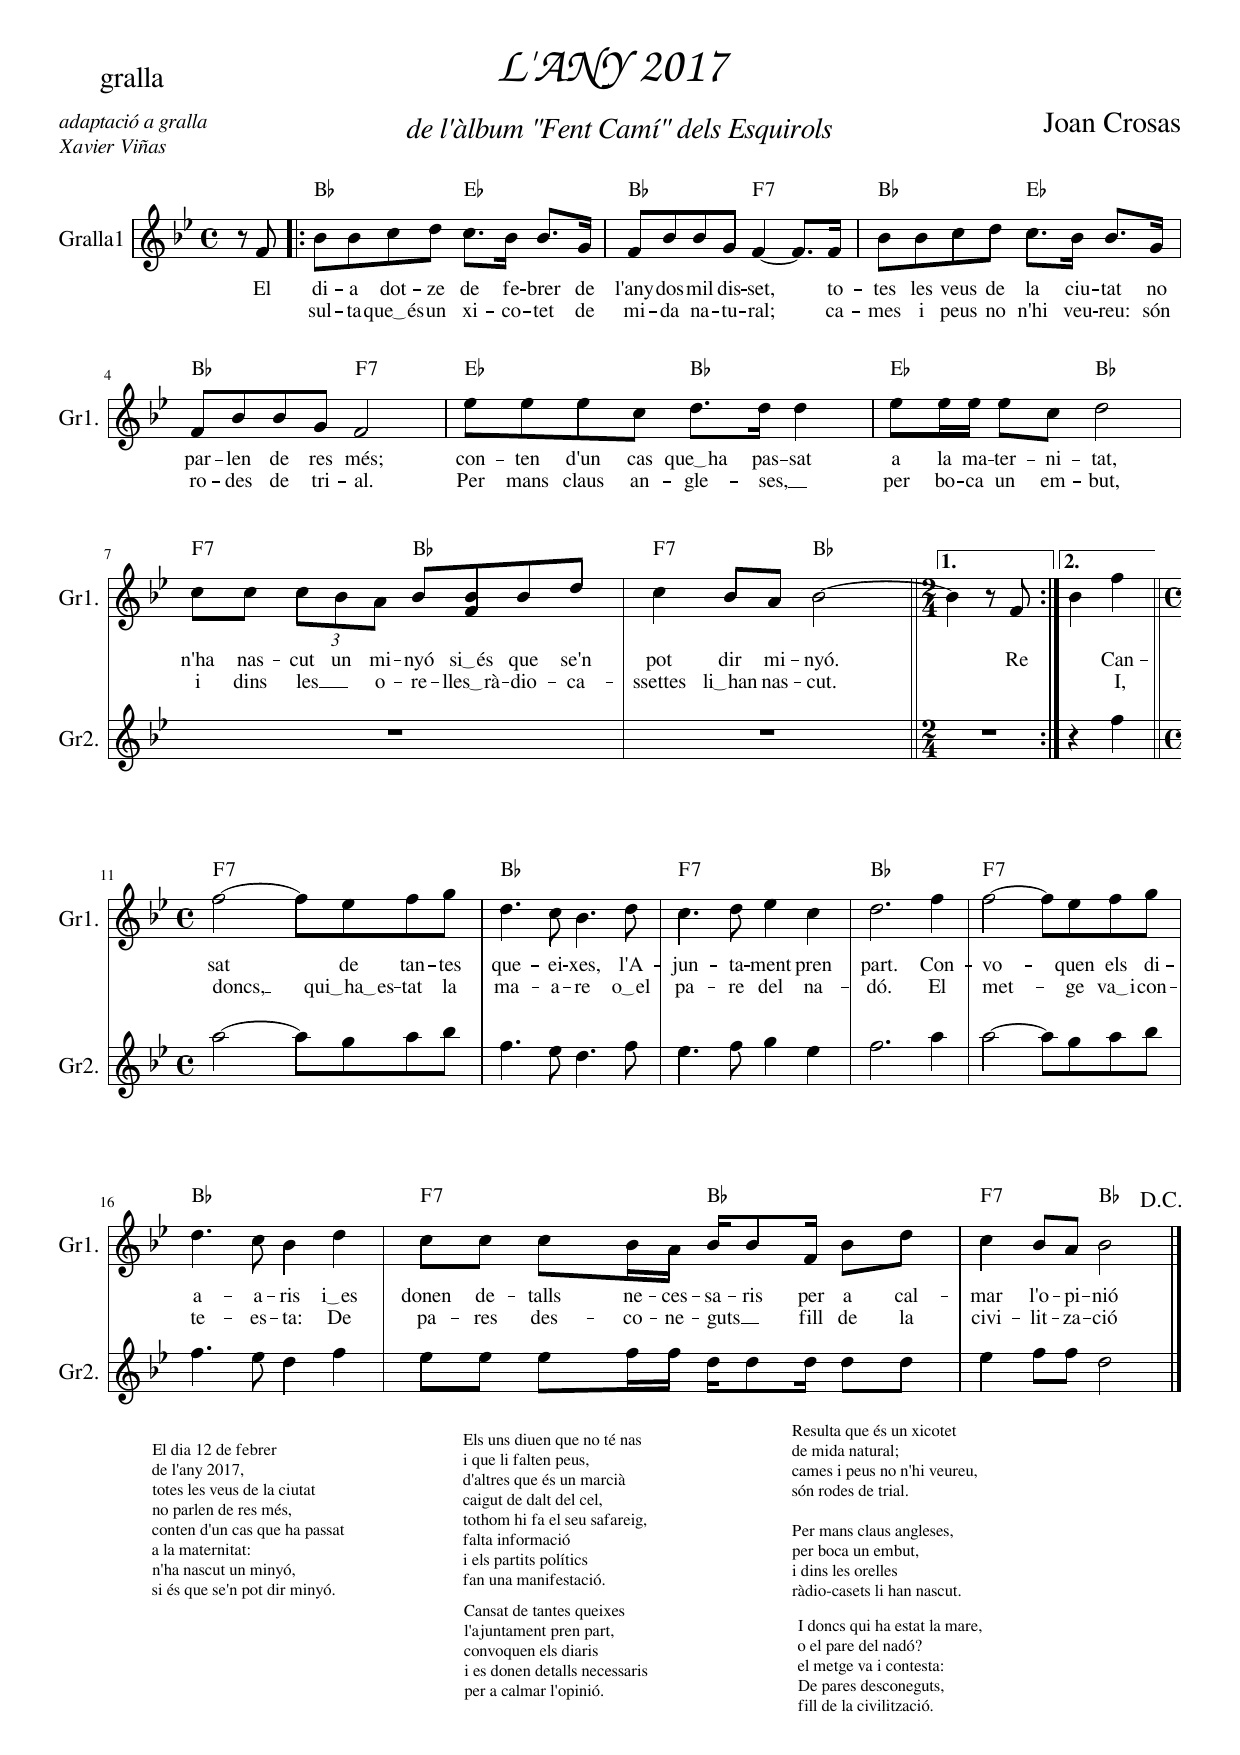 L'ANY 2017
gralla
adaptació a gralla
Xavier Viñas
de l'àlbum "Fent Camí" dels Esquirols
Joan Crosas
B♭ E♭ B♭ F7 B♭ E♭
Gralla1
El di – a dot – ze de fe – brer de l'any dos mil dis – set, to – tes les veus de la ciu – tat no
sul – ta que‿és un xi – co – tet de mi – da na – tu – ral; ca – mes i peus no n'hi veu – reu: són
4
B♭ F7 E♭ B♭ E♭ B♭
Gr1.
par – len de res més; con – ten d'un cas que‿ha pas – sat a la ma – ter – ni – tat,
ro – des de tri – al. Per mans claus an – gle – ses,__ per bo – ca un em – but,
7
F7 B♭ F7 B♭ 1. 2.
Gr1.
3
n'ha nas – cut un mi – nyó si‿és que se'n pot dir mi – nyó. Re Can –
i dins les__ o – re – lles‿rà – dio – ca – ssettes li‿han nas – cut. I,
Gr2.
11
F7 B♭ F7 B♭ F7
Gr1.
sat de tan – tes que – ei – xes, l'A – jun – ta – ment pren part. Con – vo – quen els di –
doncs,_ qui‿ha‿es – tat la ma – a – re o‿el pa – re del na – dó. El met – ge va‿i con –
Gr2.
16
B♭ F7 B♭ F7 B♭ D.C.
Gr1.
a – a – ris i‿es donen de – talls ne – ces – sa – ris per a cal – mar l'o – pi – nió
te – es – ta: De pa – res des – co – ne – guts__ fill de la civi – lit – za – ció
Gr2.
El dia 12 de febrer
de l'any 2017,
totes les veus de la ciutat
no parlen de res més,
conten d'un cas que ha passat
a la maternitat:
n'ha nascut un minyó,
si és que se'n pot dir minyó.
Els uns diuen que no té nas
i que li falten peus,
d'altres que és un marcià
caigut de dalt del cel,
tothom hi fa el seu safareig,
falta informació
i els partits polítics
fan una manifestació.
Cansat de tantes queixes
l'ajuntament pren part,
convoquen els diaris
i es donen detalls necessaris
per a calmar l'opinió.
Resulta que és un xicotet
de mida natural;
cames i peus no n'hi veureu,
són rodes de trial.
Per mans claus angleses,
per boca un embut,
i dins les orelles
ràdio-casets li han nascut.
I doncs qui ha estat la mare,
o el pare del nadó?
el metge va i contesta:
De pares desconeguts,
fill de la civilització.